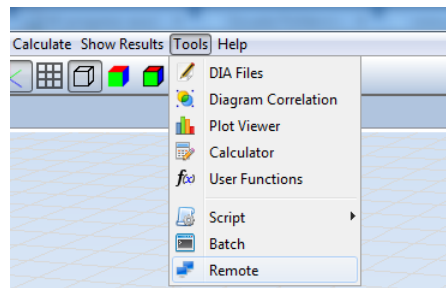 Calculate Show Results Tools Help
DIA Files
Diagram Correlation
Plot Viewer
Calculator
f(x) User Functions
Script
Batch
Remote